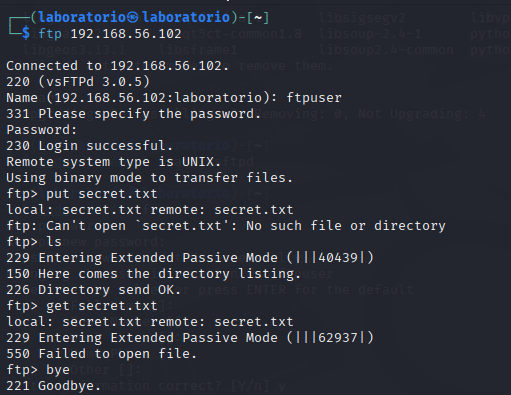 ┌──(laboratorio㉿laboratorio)-[~]
└─$ ftp 192.168.56.102
Connected to 192.168.56.102.
220 (vsFTPd 3.0.5)
Name (192.168.56.102:laboratorio): ftpuser
331 Please specify the password.
Password:
230 Login successful.
Remote system type is UNIX.
Using binary mode to transfer files.
ftp> put secret.txt
local: secret.txt remote: secret.txt
ftp: Can't open `secret.txt': No such file or directory
ftp> ls
229 Entering Extended Passive Mode (|||40439|)
150 Here comes the directory listing.
226 Directory send OK.
ftp> get secret.txt
local: secret.txt remote: secret.txt
229 Entering Extended Passive Mode (|||62937|)
550 Failed to open file.
ftp> bye
221 Goodbye.